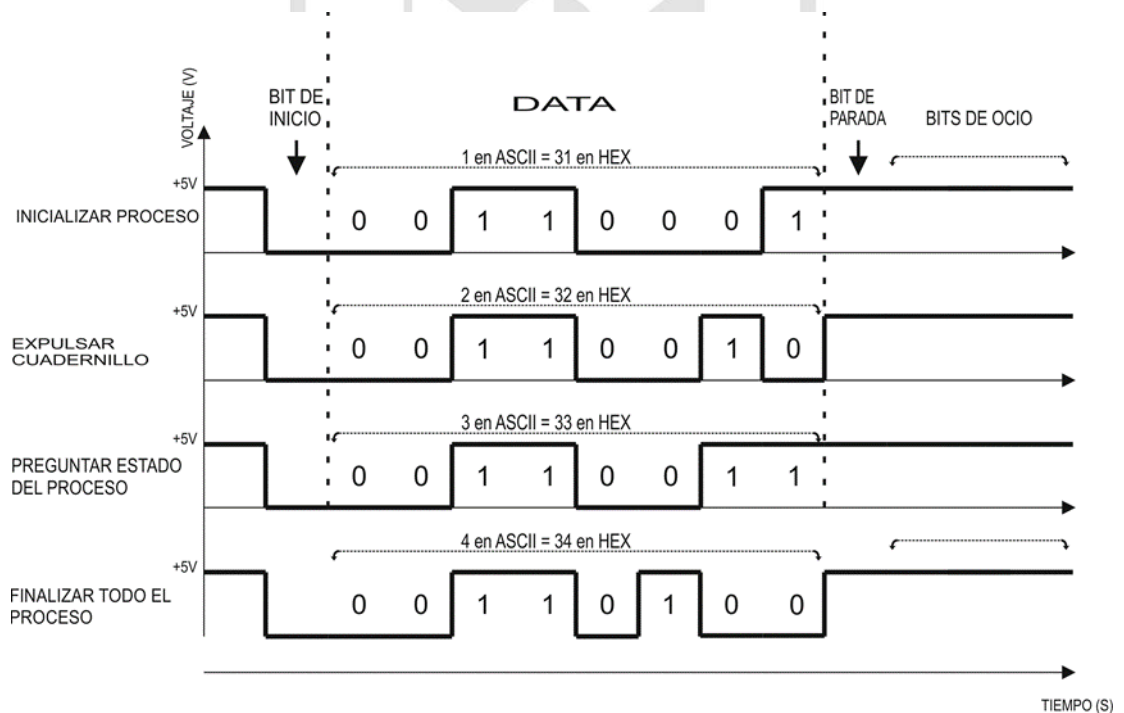 VOLTAJE (V)
BIT DE
INICIO
DATA
BIT DE
PARADA
BITS DE OCIO
1 en ASCII = 31 en HEX
+5V
INICIALIZAR PROCESO
0 0 1 1 0 0 0 1
2 en ASCII = 32 en HEX
+5V
EXPULSAR
CUADERNILLO
0 0 1 1 0 0 1 0
3 en ASCII = 33 en HEX
+5V
PREGUNTAR ESTADO
DEL PROCESO
0 0 1 1 0 0 1 1
4 en ASCII = 34 en HEX
+5V
FINALIZAR TODO EL
PROCESO
0 0 1 1 0 1 0 0
TIEMPO (S)